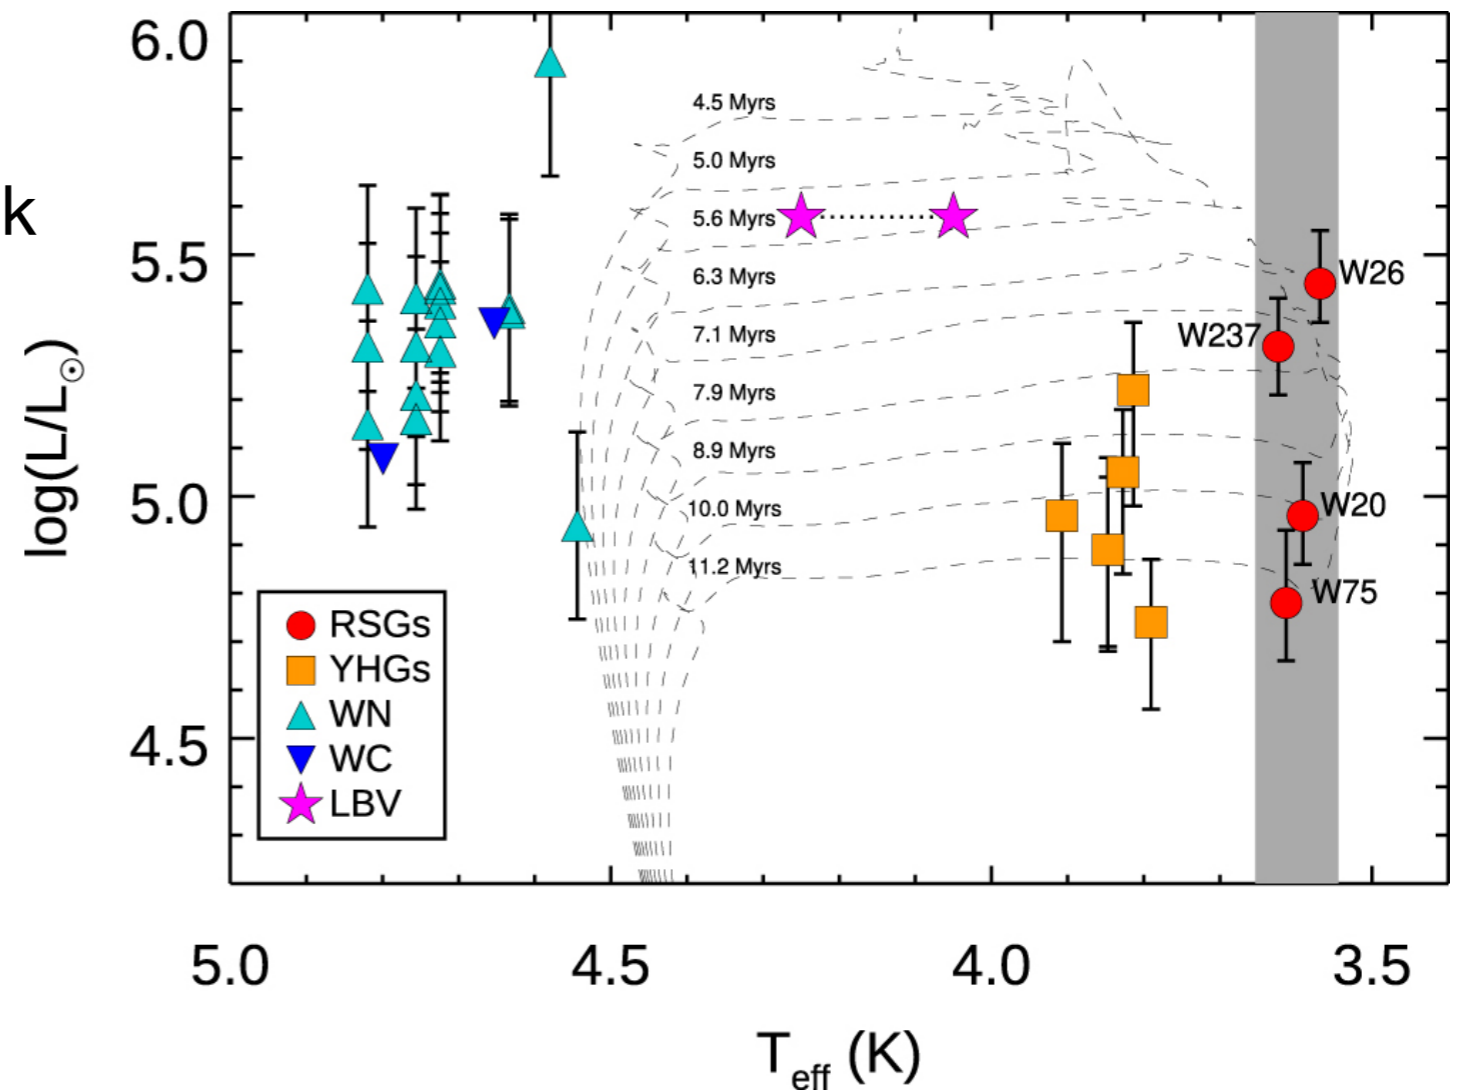 k
6.0
5.5
5.0
4.5
log(L/L☉)
4.5 Myrs
5.0 Myrs
5.6 Myrs
6.3 Myrs
7.1 Myrs
7.9 Myrs
8.9 Myrs
10.0 Myrs
11.2 Myrs
W26
W237
W20
W75
RSGs
YHGs
WN
WC
LBV
5.0 4.5 4.0 3.5
Teff (K)